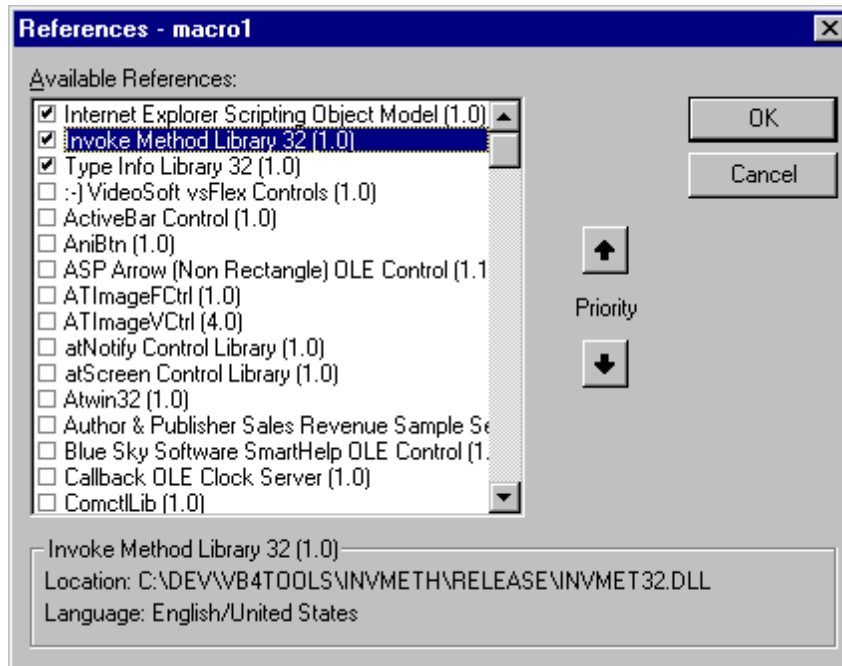 References - macro1
Available References:
Internet Explorer Scripting Object Model (1.0)
Invoke Method Library 32 (1.0)
Type Info Library 32 (1.0)
:-) VideoSoft vsFlex Controls (1.0)
ActiveBar Control (1.0)
AniBtn (1.0)
ASP Arrow (Non Rectangle) OLE Control (1.1
ATImageFCtrl (1.0)
ATImageVCtrl (4.0)
atNotify Control Library (1.0)
atScreen Control Library (1.0)
Atwin32 (1.0)
Author & Publisher Sales Revenue Sample Se
Blue Sky Software SmartHelp OLE Control (1.
Callback OLE Clock Server (1.0)
ComctlLib (1.0)
OK
Cancel
Priority
Invoke Method Library 32 (1.0)
Location: C:\DEV\VB4TOOLS\INVMETH\RELEASE\INVMET32.DLL
Language: English/United States